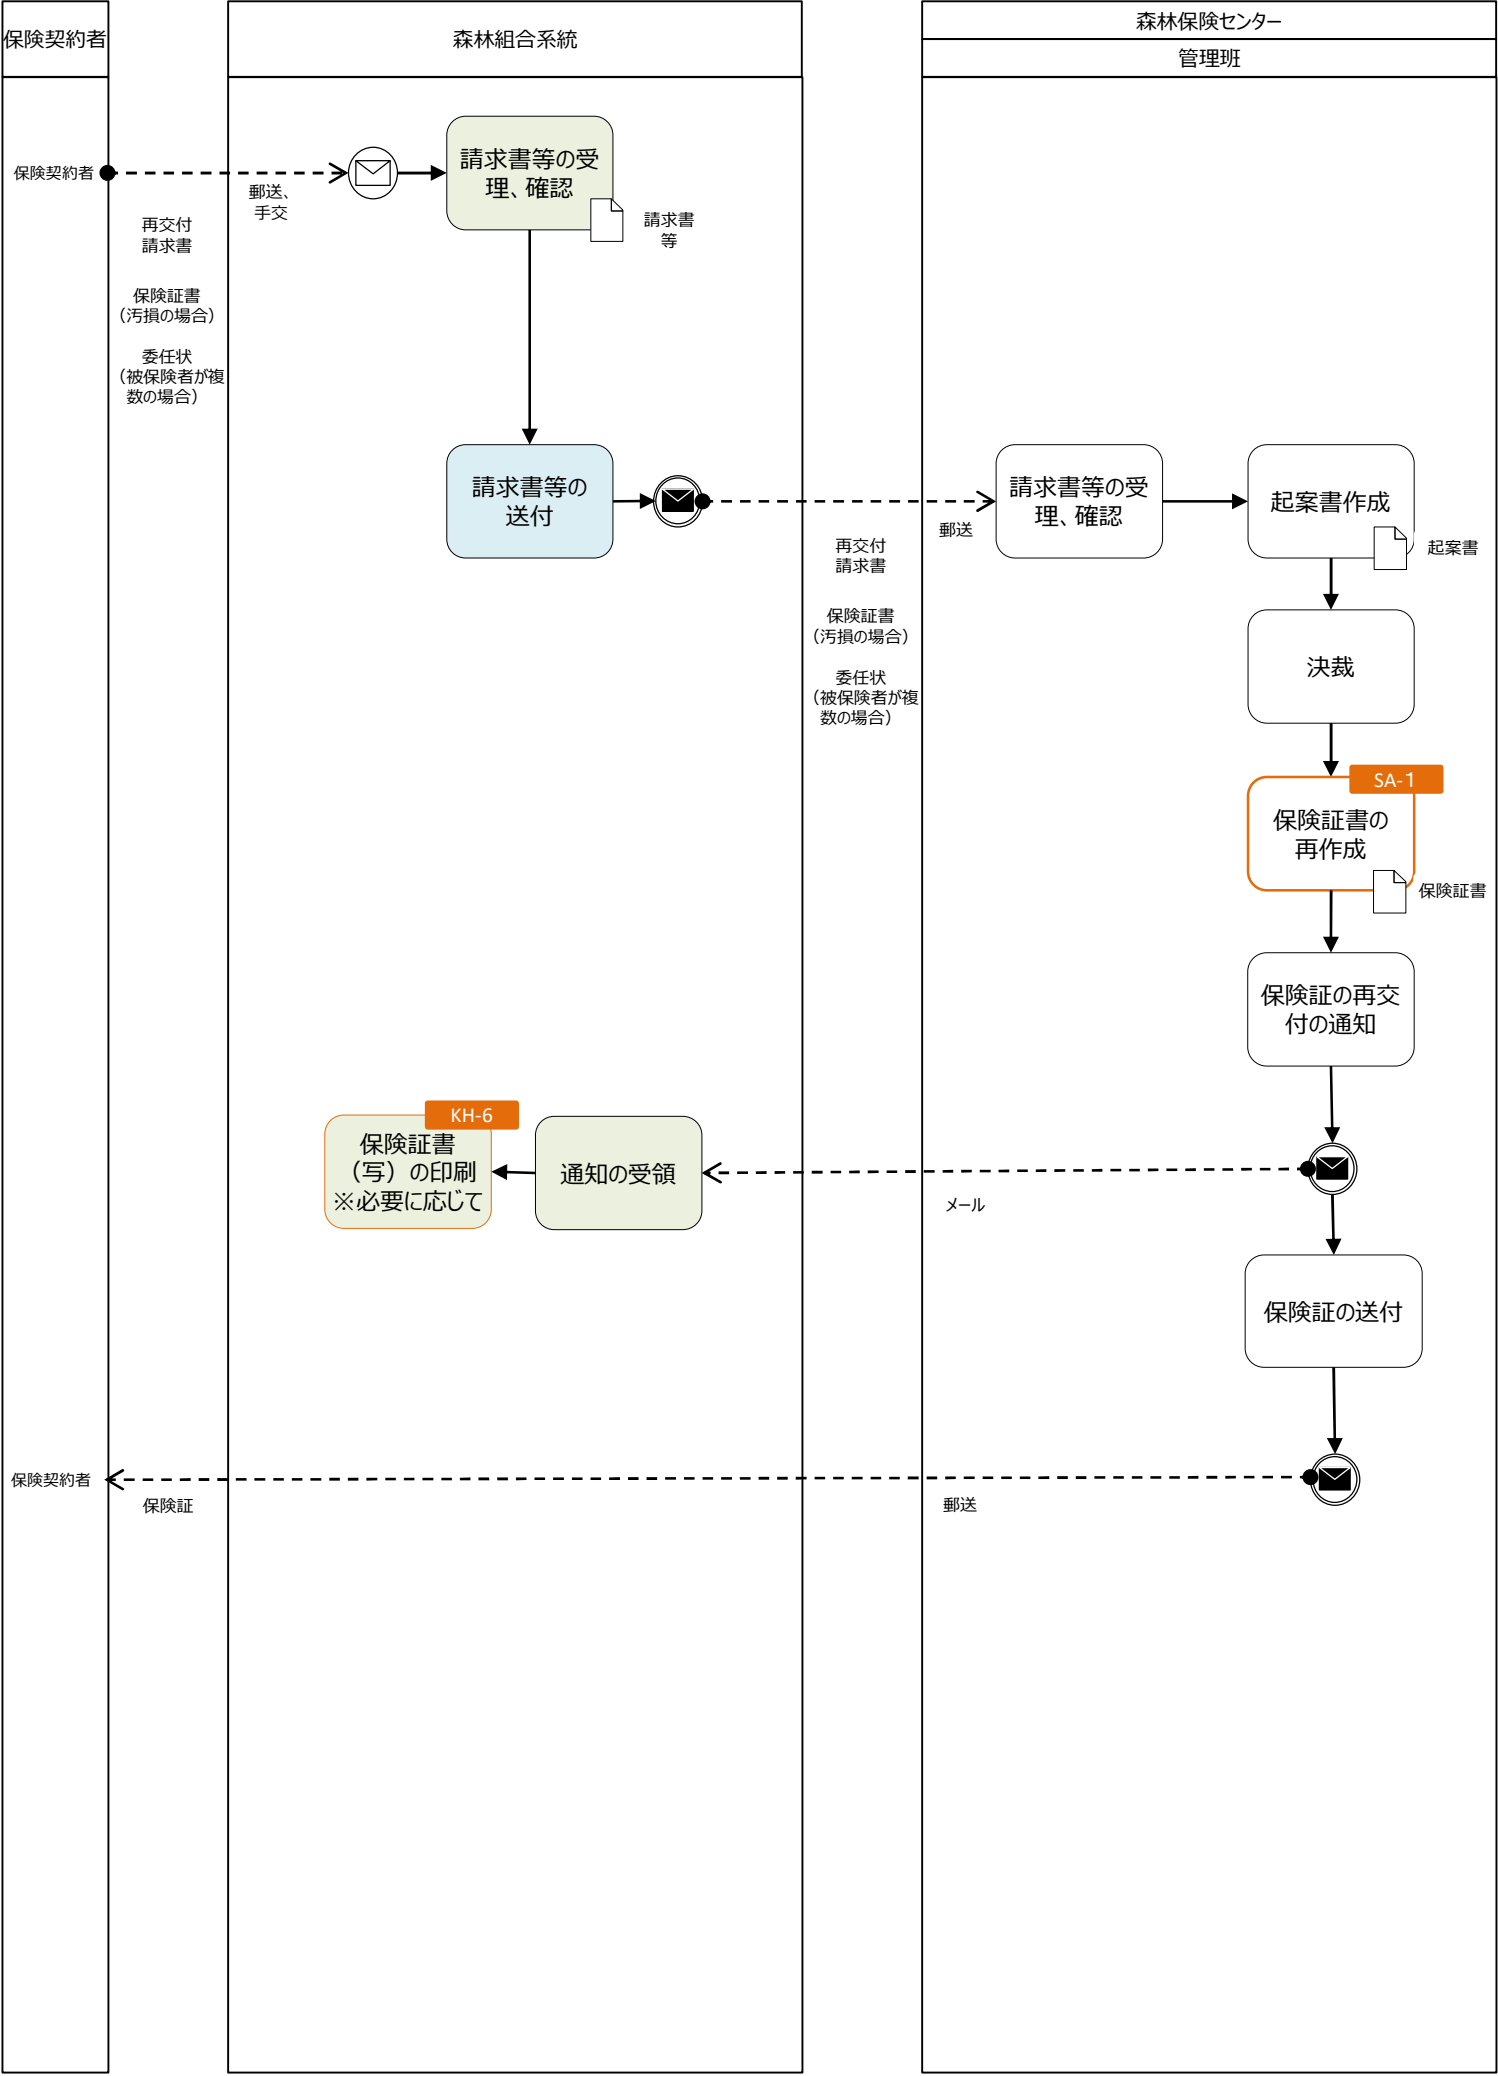 保険契約者
森林組合系統
森林保険センター
管理班
保険契約者
郵送、
手交
請求書等の受
理、確認
請求書
等
再交付
請求書
保険証書
（汚損の場合）
委任状
（被保険者が複
数の場合）
請求書等の
送付
再交付
請求書
保険証書
（汚損の場合）
委任状
（被保険者が複
数の場合）
郵送
請求書等の受
理、確認
起案書作成
起案書
決裁
SA-1
保険証書の
再作成
保険証書
保険証の再交
付の通知
KH-6
保険証書
（写）の印刷
※必要に応じて
通知の受領
メール
保険証の送付
保険契約者
保険証
郵送